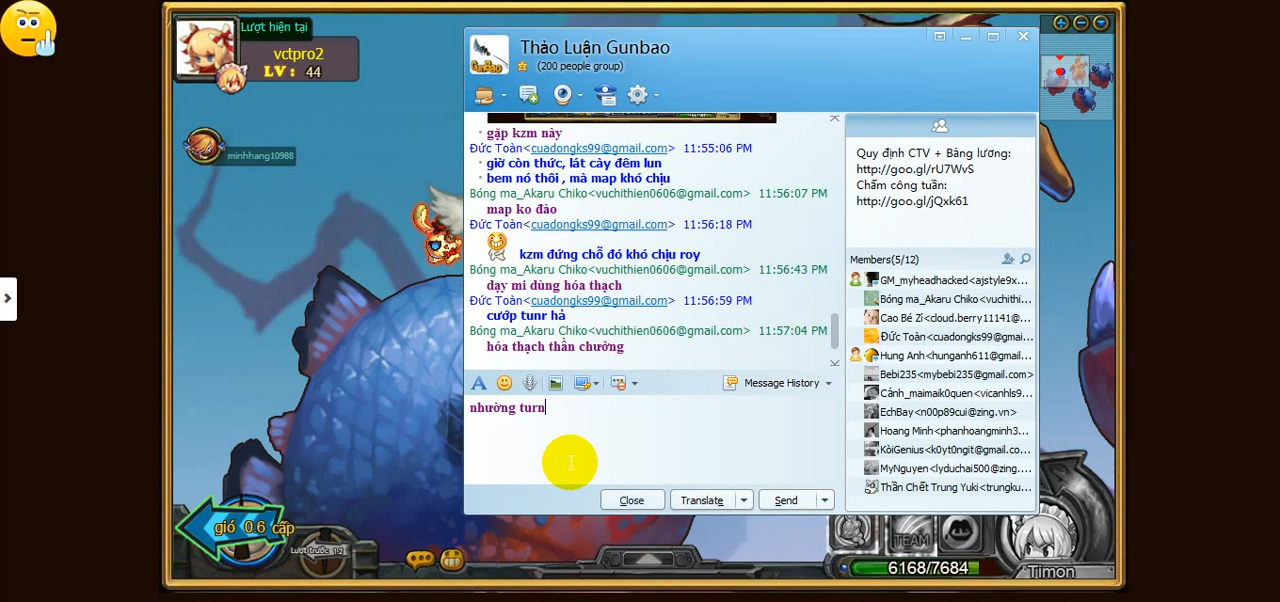 Lượt hiện tại
vctpro2
LV : 44
minhhang10988
Thảo Luận Gunbao
(200 people group)
GunBao
gặp kzm này
Đức Toàn<cuadongks99@gmail.com> 11:55:06 PM
giờ còn thức, lát cày đêm lun
bem nó thôi , mà map khó chịu
Bóng ma_Akaru Chiko<vuchithien0606@gmail.com> 11:56:07 PM
map ko đào
Đức Toàn<cuadongks99@gmail.com> 11:56:18 PM
kzm đứng chỗ đó khó chịu roy
Bóng ma_Akaru Chiko<vuchithien0606@gmail.com> 11:56:43 PM
dạy mi dùng hóa thạch
Đức Toàn<cuadongks99@gmail.com> 11:56:59 PM
cướp tunr hả
Bóng ma_Akaru Chiko<vuchithien0606@gmail.com> 11:57:04 PM
hóa thạch thần chưởng
Message History
nhường turn
Close
Translate
Send
Quy định CTV + Bảng lương:
http://goo.gl/rU7WvS
Chấm công tuần:
http://goo.gl/jQxk61
Members(5/12)
GM_myheadhacked<ajstyle9x...
Bóng ma_Akaru Chiko<vuchithi...
Cao Bé Zì<cloud.berry11141@...
Đức Toàn<cuadongks99@gmai...
Hung Anh<hunganh611@gmail...
Bebi235<mybebi235@gmail.com>
Cảnh_maimaik0quen<vicanhls9...
EchBay<n00p89cui@zing.vn>
Hoang Minh<phanhoangminh3...
KòiGenius<k0yt0ngit@gmail.co...
MyNguyen<lyduchai500@zing....
Thần Chết Trung Yuki<trungku...
gió 0.6 cấp
Lượt trước 1.2
TEAM
6168/7684
Timon